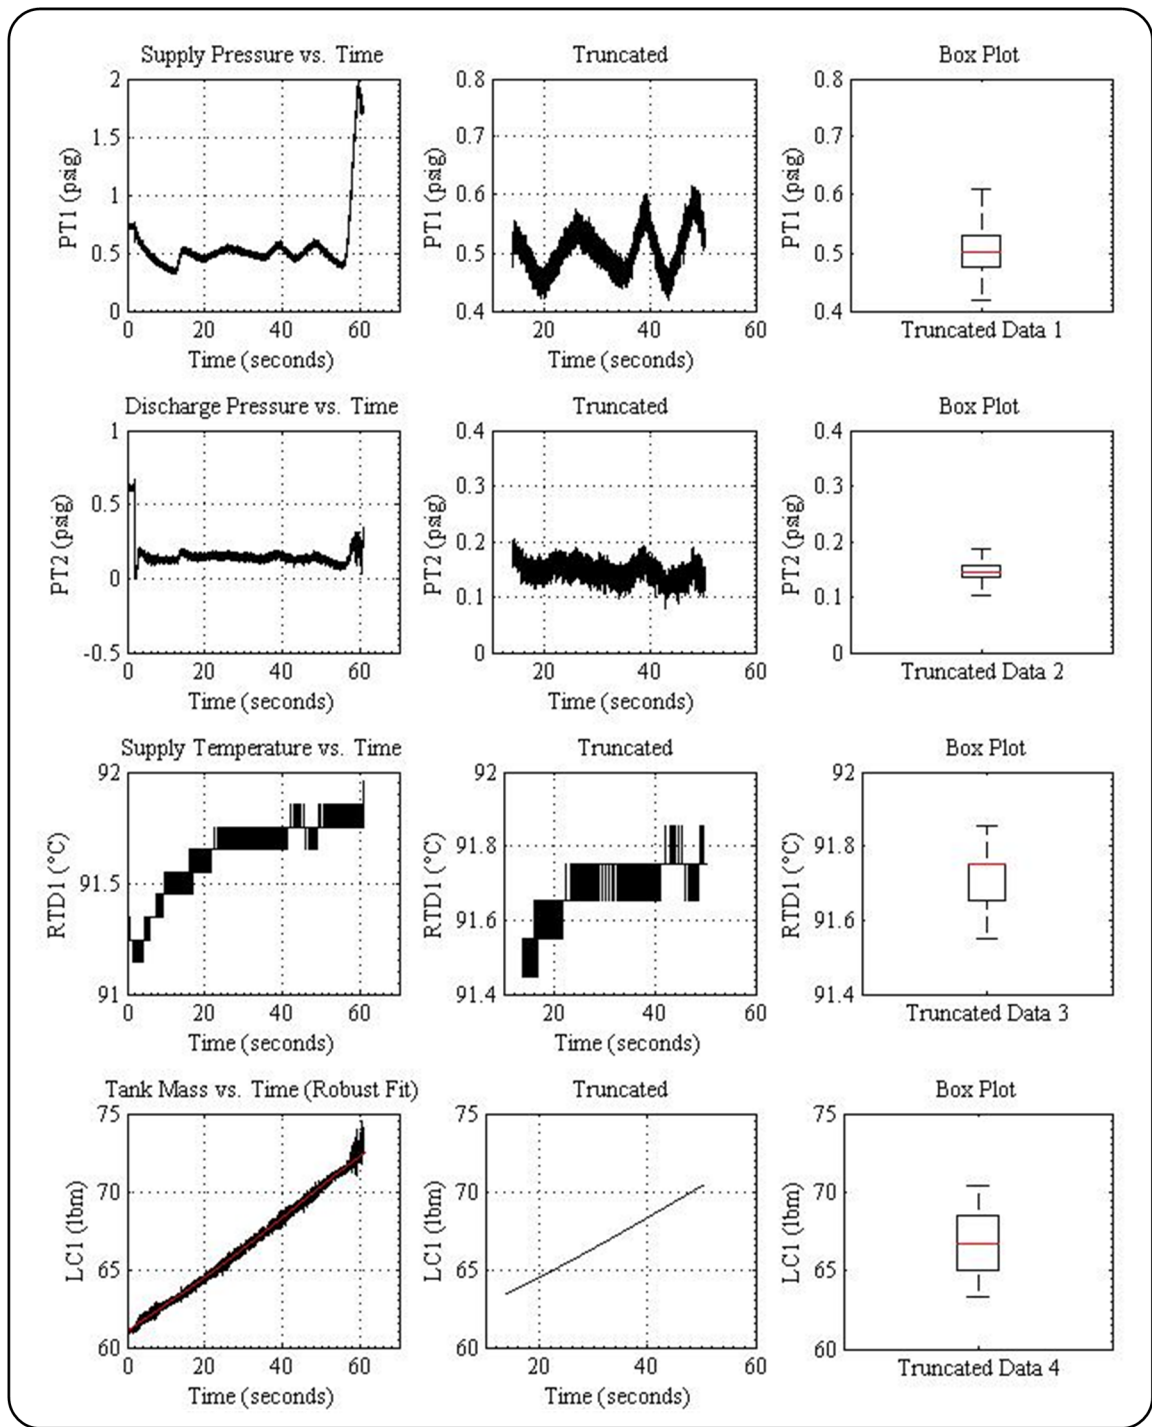 Supply Pressure vs. Time
Truncated
Box Plot
2
1.5
1
0.5
0
PT1 (psig)
0
20
40
60
Time (seconds)
0.8
0.7
0.6
0.5
0.4
PT1 (psig)
20
40
60
Time (seconds)
0.8
0.7
0.6
0.5
0.4
PT1 (psig)
Truncated Data 1
Discharge Pressure vs. Time
Truncated
Box Plot
1
0.5
0
-0.5
PT2 (psig)
0
20
40
60
Time (seconds)
0.4
0.3
0.2
0.1
0
PT2 (psig)
20
40
60
Time (seconds)
0.4
0.3
0.2
0.1
0
PT2 (psig)
Truncated Data 2
Supply Temperature vs. Time
Truncated
Box Plot
92
91.5
91
RTD1 (°C)
0
20
40
60
Time (seconds)
92
91.8
91.6
91.4
RTD1 (°C)
20
40
60
Time (seconds)
92
91.8
91.6
91.4
RTD1 (°C)
Truncated Data 3
Tank Mass vs. Time (Robust Fit)
Truncated
Box Plot
75
70
65
60
LC1 (lbm)
0
20
40
60
Time (seconds)
75
70
65
60
LC1 (lbm)
20
40
60
Time (seconds)
75
70
65
60
LC1 (lbm)
Truncated Data 4